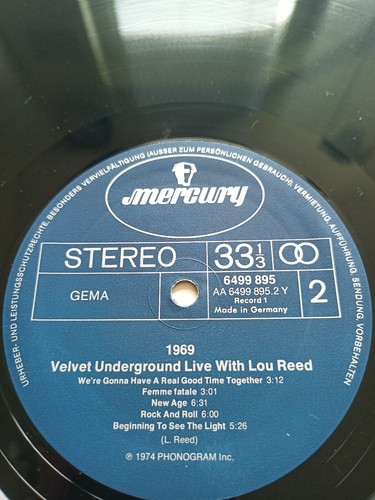 URHEBER- UND LEISTUNGSSCHUTZRECHTE, BESONDERS VERVIELFÄLTIGUNG (AUSSER ZUM PERSÖNLICHEN GEBRAUCH), VERMIETUNG, AUFFÜHRUNG, SENDUNG, VORBEHALTEN
mercury
STEREO
33 1/3
GEMA
6499 895
AA 6499 895.2 Y
Record 1
Made in Germany
2
1969
Velvet Underground Live With Lou Reed
We're Gonna Have A Real Good Time Together 3:12
Femme fatale 3:01
New Age 6:31
Rock And Roll 6:00
Beginning To See The Light 5:26
(L. Reed)
℗ 1974 PHONOGRAM Inc.